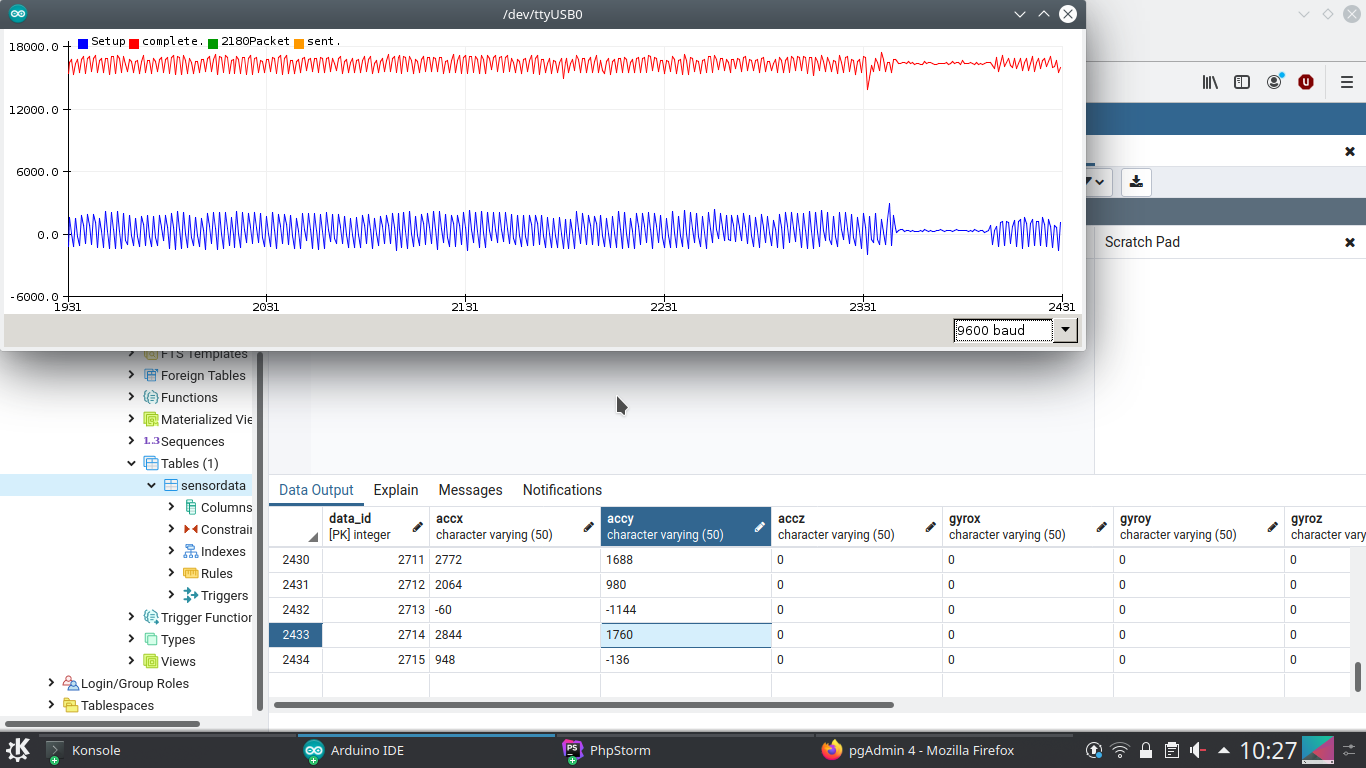 /dev/ttyUSB0
Setup complete. 2180Packet sent.
18000.0
12000.0
6000.0
0.0
-6000.0
1931 2031 2131 2231 2331 2431
9600 baud
Scratch Pad
FTS Templates
Foreign Tables
Functions
Materialized Vie
1.3 Sequences
Tables (1)
sensordata
Columns
Constrain
Indexes
Rules
Triggers
Trigger Function
Types
Views
Login/Group Roles
Tablespaces
Data Output Explain Messages Notifications
data_id accx accy accz gyrox gyroy gyroz
[PK] integer character varying (50) character varying (50) character varying (50) character varying (50) character varying (50) character vary
2430 2711 2772 1688 0 0 0 0
2431 2712 2064 980 0 0 0 0
2432 2713 -60 -1144 0 0 0 0
2433 2714 2844 1760 0 0 0 0
2434 2715 948 -136 0 0 0 0
Konsole Arduino IDE PS PhpStorm pgAdmin 4 - Mozilla Firefox 10:27